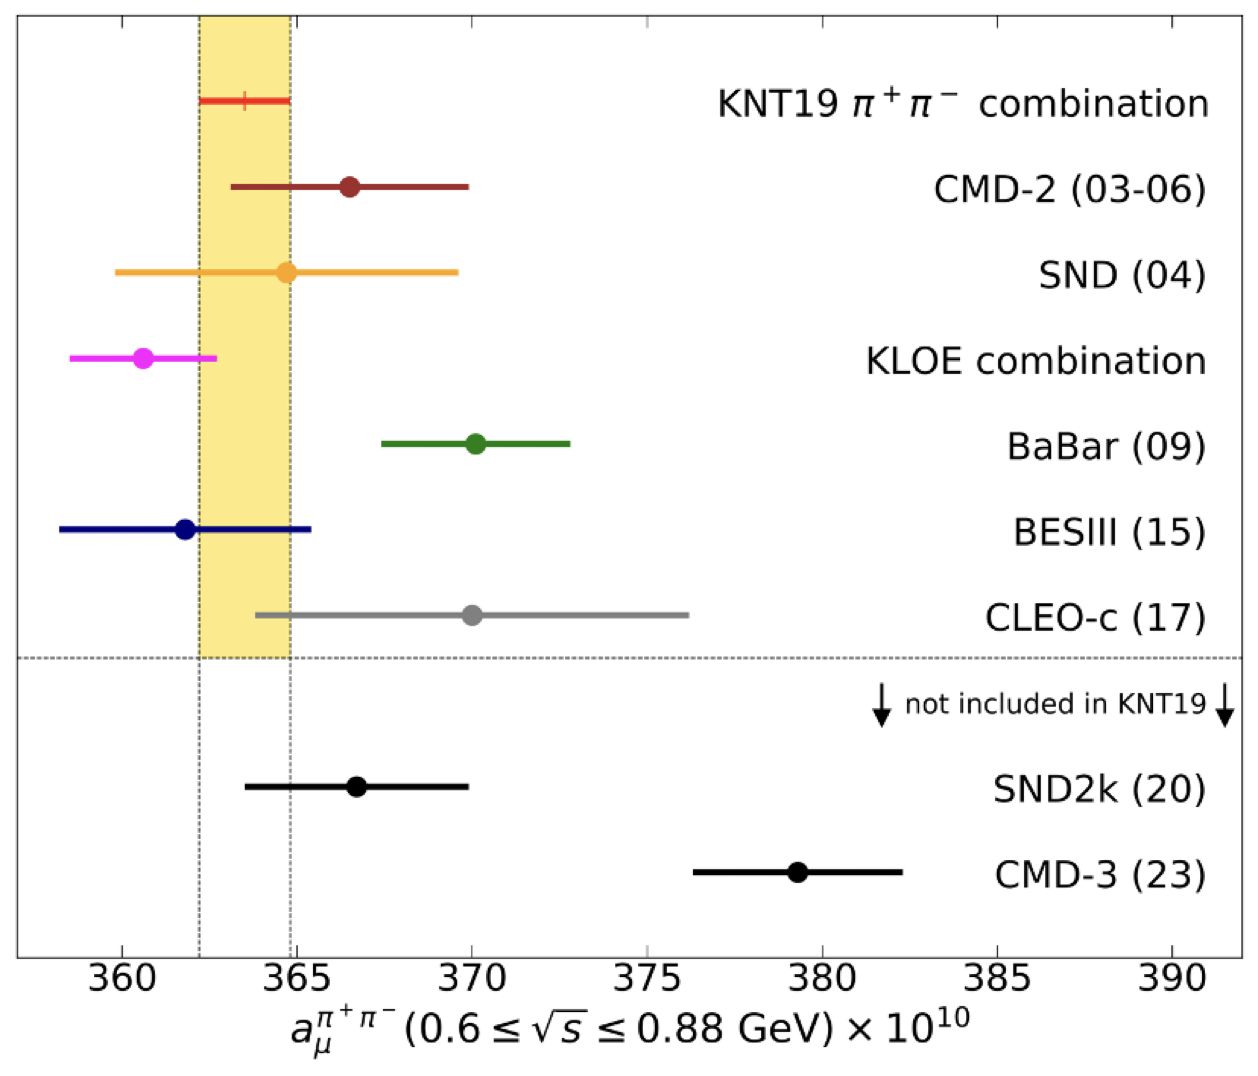 KNT19 π⁺π⁻ combination
CMD-2 (03-06)
SND (04)
KLOE combination
BaBar (09)
BESIII (15)
CLEO-c (17)
↓ not included in KNT19 ↓
SND2k (20)
CMD-3 (23)
360 365 370 375 380 385 390
a_μ^{π⁺π⁻}(0.6 ≤ √s ≤ 0.88 GeV) × 10¹⁰